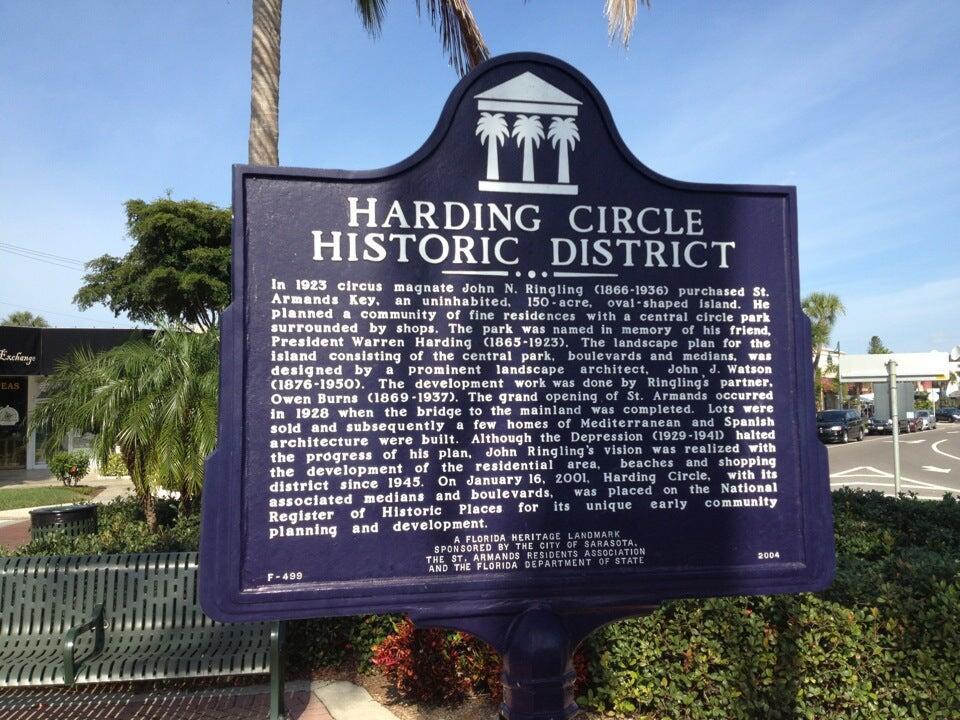 HARDING CIRCLE
HISTORIC DISTRICT
In 1923 circus magnate John N. Ringling (1866-1936) purchased St.
Armands Key, an uninhabited, 150-acre, oval-shaped island. He
planned a community of fine residences with a central circle park
surrounded by shops. The park was named in memory of his friend,
President Warren Harding (1865-1923). The landscape plan for the
island consisting of the central park, boulevards and medians, was
designed by a prominent landscape architect, John J. Watson
(1876-1950). The development work was done by Ringling's partner,
Owen Burns (1869-1937). The grand opening of St. Armands occurred
in 1928 when the bridge to the mainland was completed. Lots were
sold and subsequently a few homes of Mediterranean and Spanish
architecture were built. Although the Depression (1929-1941) halted
the progress of his plan, John Ringling's vision was realized with
the development of the residential area, beaches and shopping
district since 1945. On January 16, 2001, Harding Circle, with its
associated medians and boulevards, was placed on the National
Register of Historic Places for its unique early community
planning and development.
A FLORIDA HERITAGE LANDMARK
SPONSORED BY THE CITY OF SARASOTA,
THE ST. ARMANDS RESIDENTS ASSOCIATION
AND THE FLORIDA DEPARTMENT OF STATE
F-499
2004
Exchange
EAS